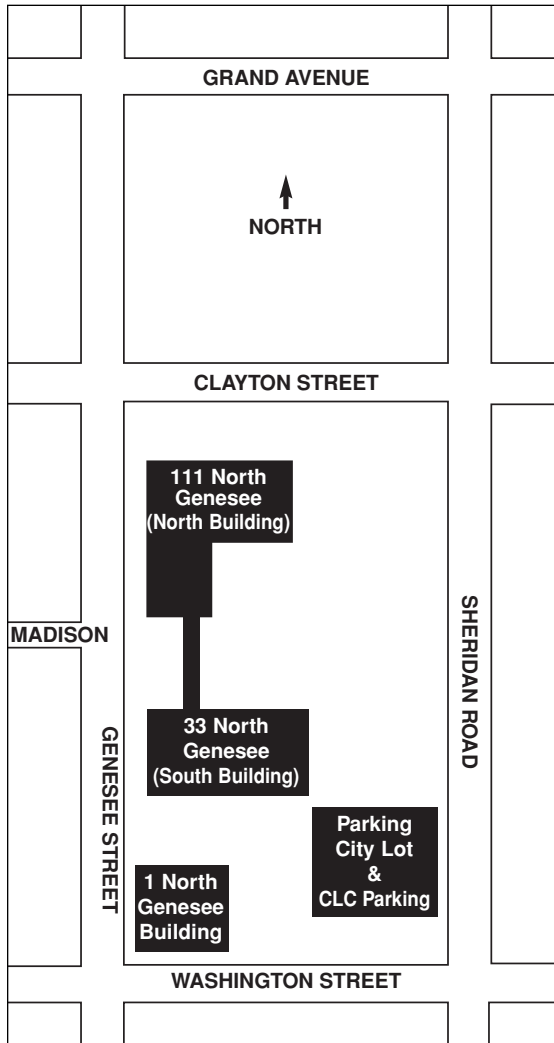 GRAND AVENUE
NORTH
CLAYTON STREET
111 North
Genesee
(North Building)
MADISON
SHERIDAN ROAD
GENESEE STREET
33 North
Genesee
(South Building)
Parking
City Lot
&
CLC Parking
1 North
Genesee
Building
WASHINGTON STREET